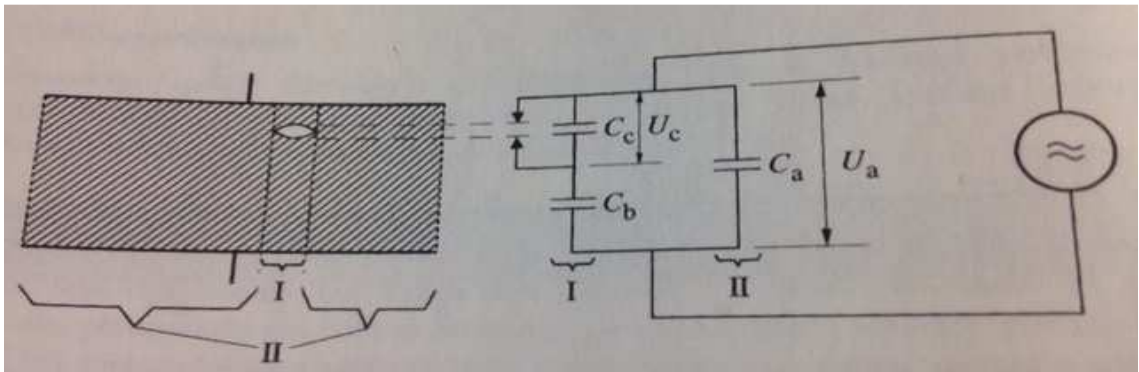 C_c U_c
C_a U_a ≈
C_b
I I II
II